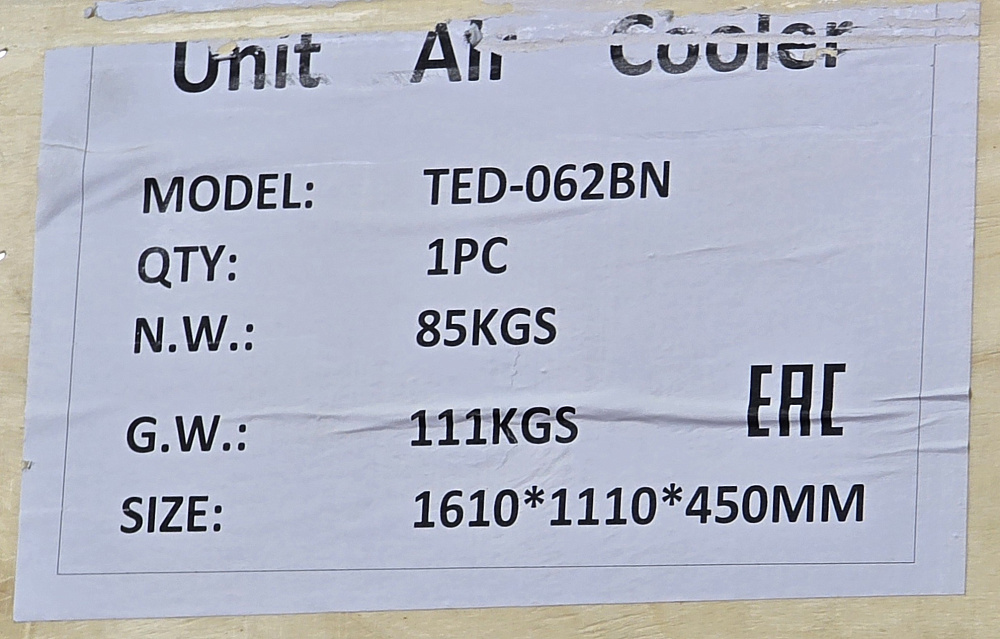 Unit Air Cooler
MODEL: TED-062BN
QTY: 1PC
N.W.: 85KGS
G.W.: 111KGS
EAC
SIZE: 1610*1110*450MM